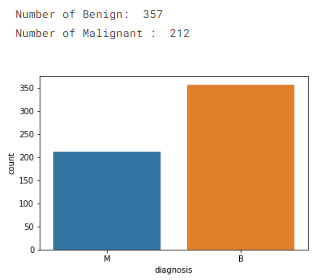 Number of Benign:  357
Number of Malignant :  212
350
300
250
200
150
100
50
0
count
M
B
diagnosis